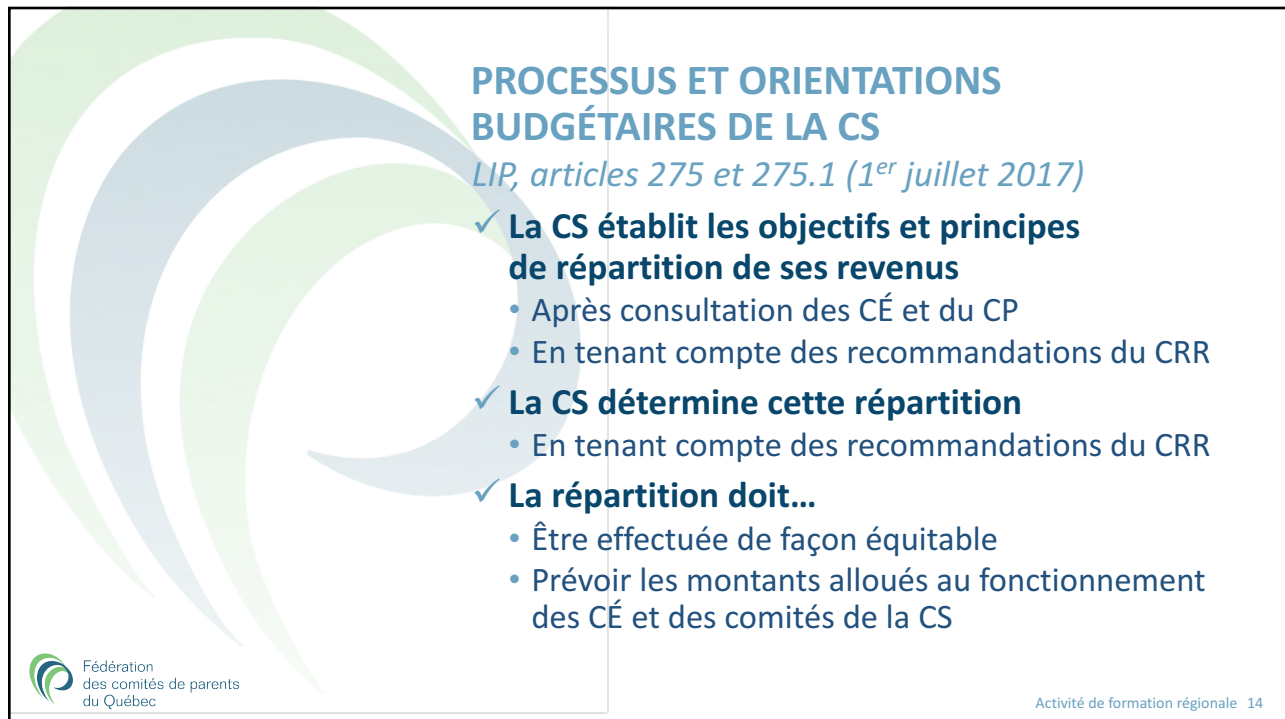 PROCESSUS ET ORIENTATIONS
BUDGÉTAIRES DE LA CS
LIP, articles 275 et 275.1 (1er juillet 2017)
✓ La CS établit les objectifs et principes
de répartition de ses revenus
• Après consultation des CÉ et du CP
• En tenant compte des recommandations du CRR
✓ La CS détermine cette répartition
• En tenant compte des recommandations du CRR
✓ La répartition doit…
• Être effectuée de façon équitable
• Prévoir les montants alloués au fonctionnement
des CÉ et des comités de la CS
Fédération
des comités de parents
du Québec
Activité de formation régionale 14